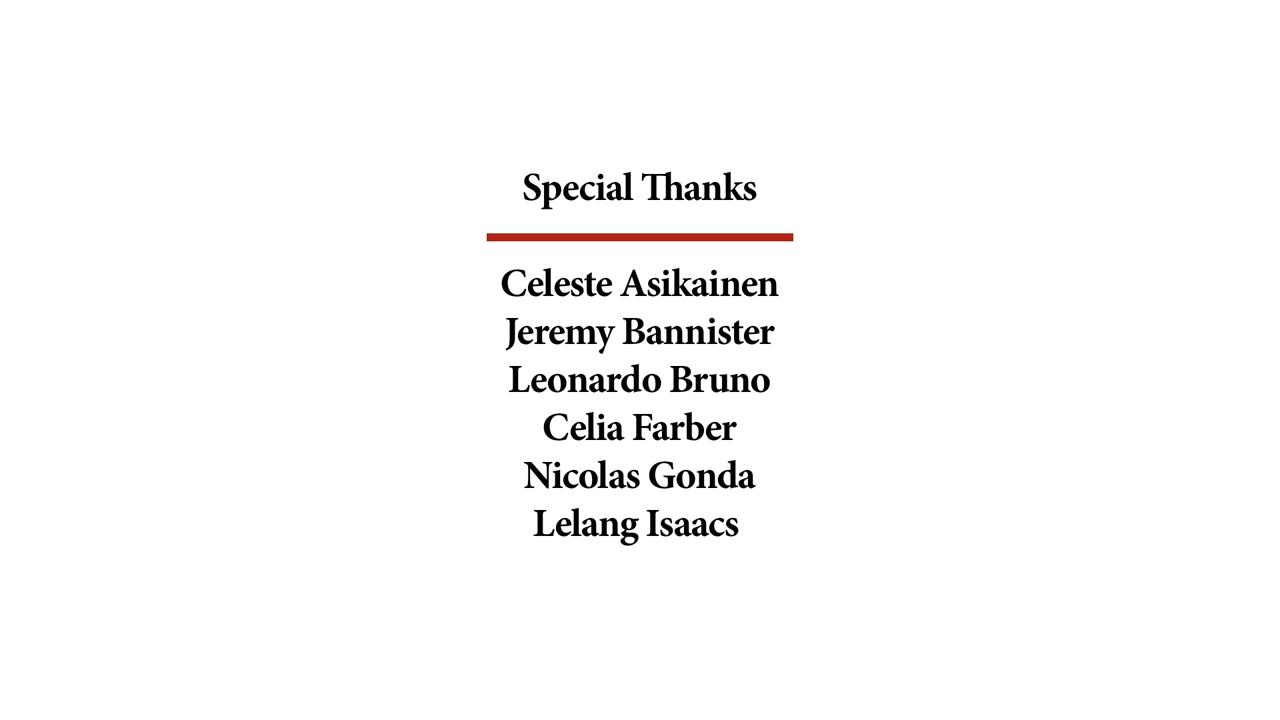 Special Thanks
Celeste Asikainen
Jeremy Bannister
Leonardo Bruno
Celia Farber
Nicolas Gonda
Lelang Isaacs